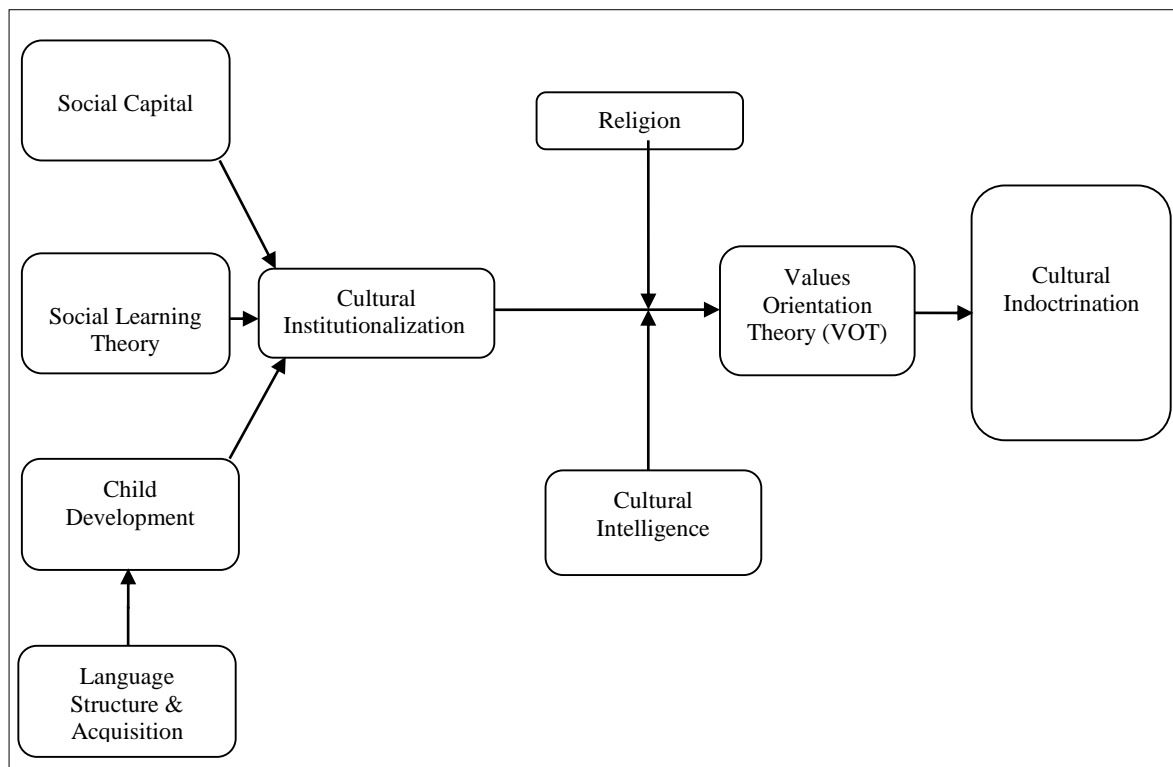 Social Capital
Religion
Social Learning
Theory
Cultural
Institutionalization
Values
Orientation
Theory (VOT)
Cultural
Indoctrination
Child
Development
Cultural
Intelligence
Language
Structure &
Acquisition